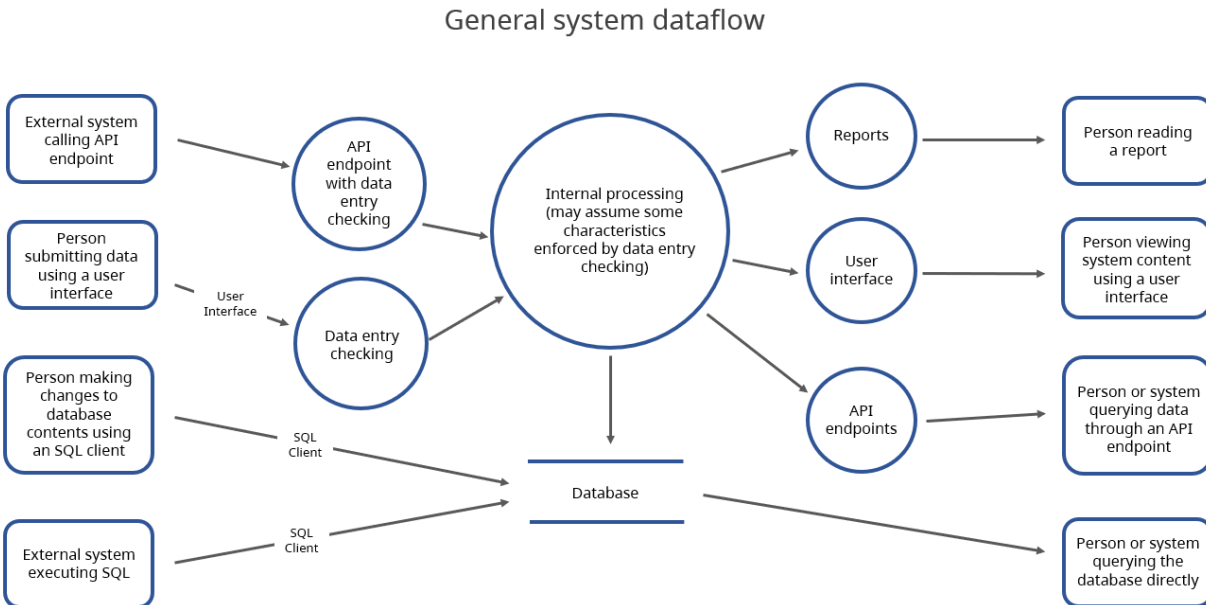 General system dataflow
External system
calling API
endpoint
API
endpoint
with data
entry
checking
Internal processing
(may assume some
characteristics
enforced by data entry
checking)
Reports
Person reading
a report
Person
submitting data
using a user
interface
User
Interface
Data entry
checking
User
interface
Person viewing
system content
using a user
interface
Person making
changes to
database
contents using
an SQL client
SQL
Client
API
endpoints
Person or system
querying data
through an API
endpoint
Database
External system
executing SQL
SQL
Client
Person or system
querying the
database directly